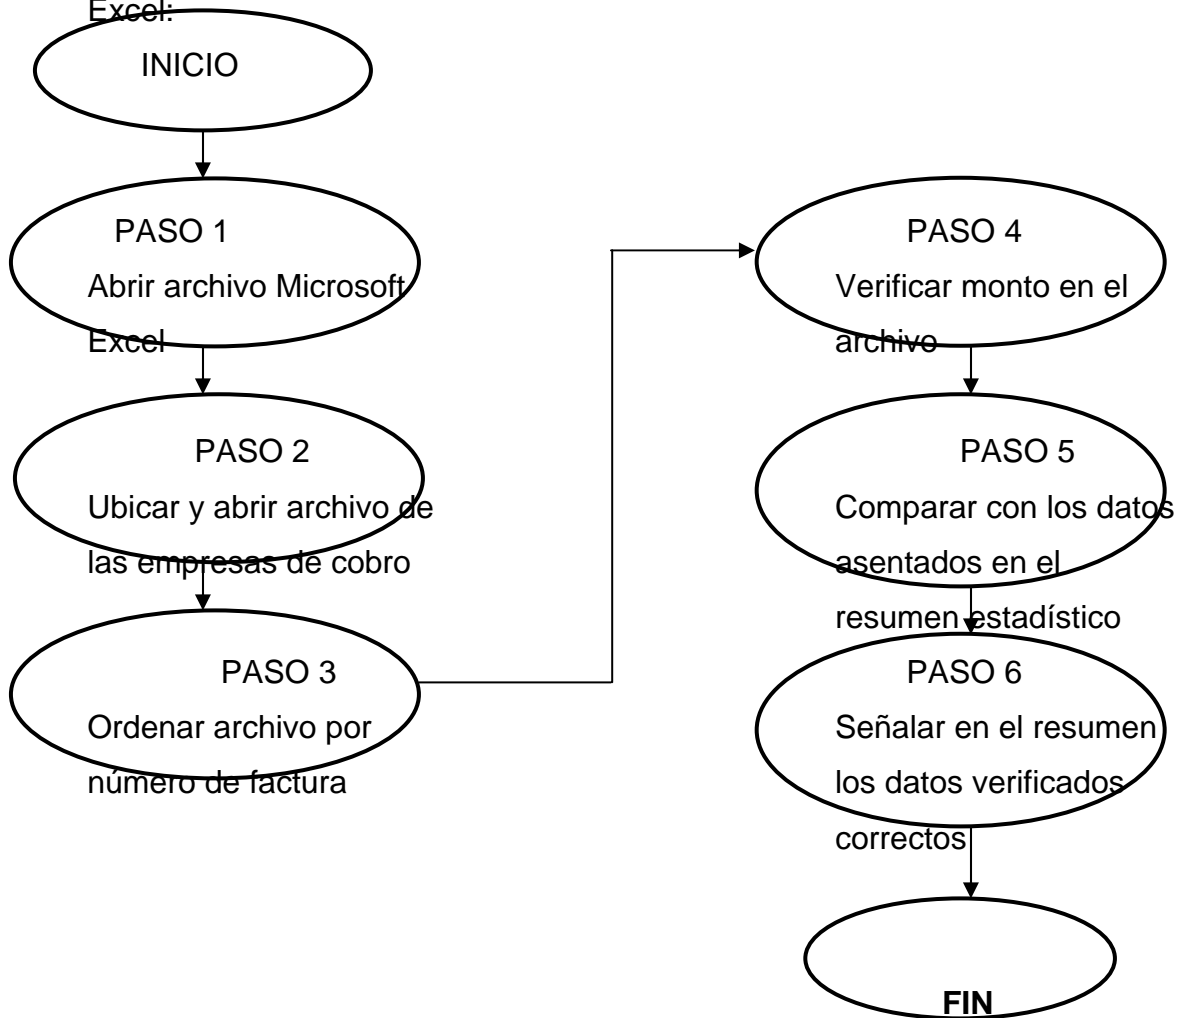 Excel:
INICIO
PASO 1
Abrir archivo Microsoft
Excel
PASO 2
Ubicar y abrir archivo de
las empresas de cobro
PASO 3
Ordenar archivo por
número de factura
PASO 4
Verificar monto en el
archivo
PASO 5
Comparar con los datos
asentados en el
resumen estadístico
PASO 6
Señalar en el resumen
los datos verificados
correctos
FIN